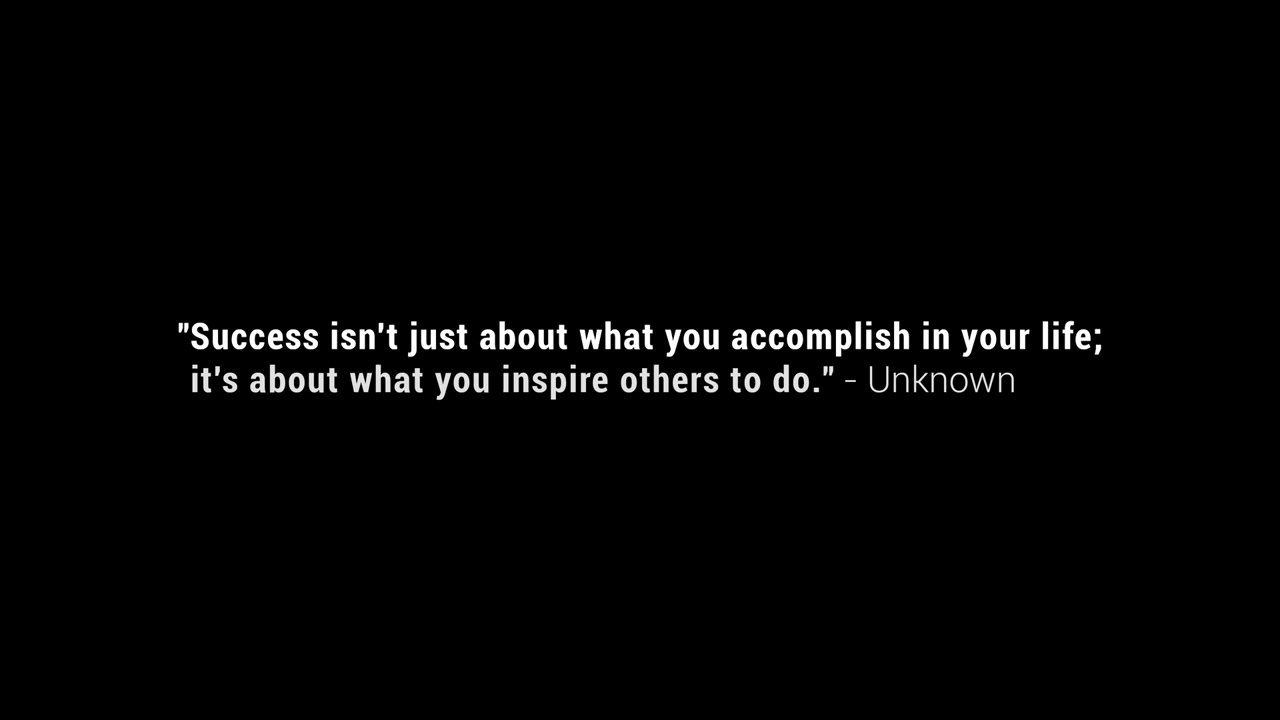 "Success isn't just about what you accomplish in your life;
it's about what you inspire others to do." - Unknown